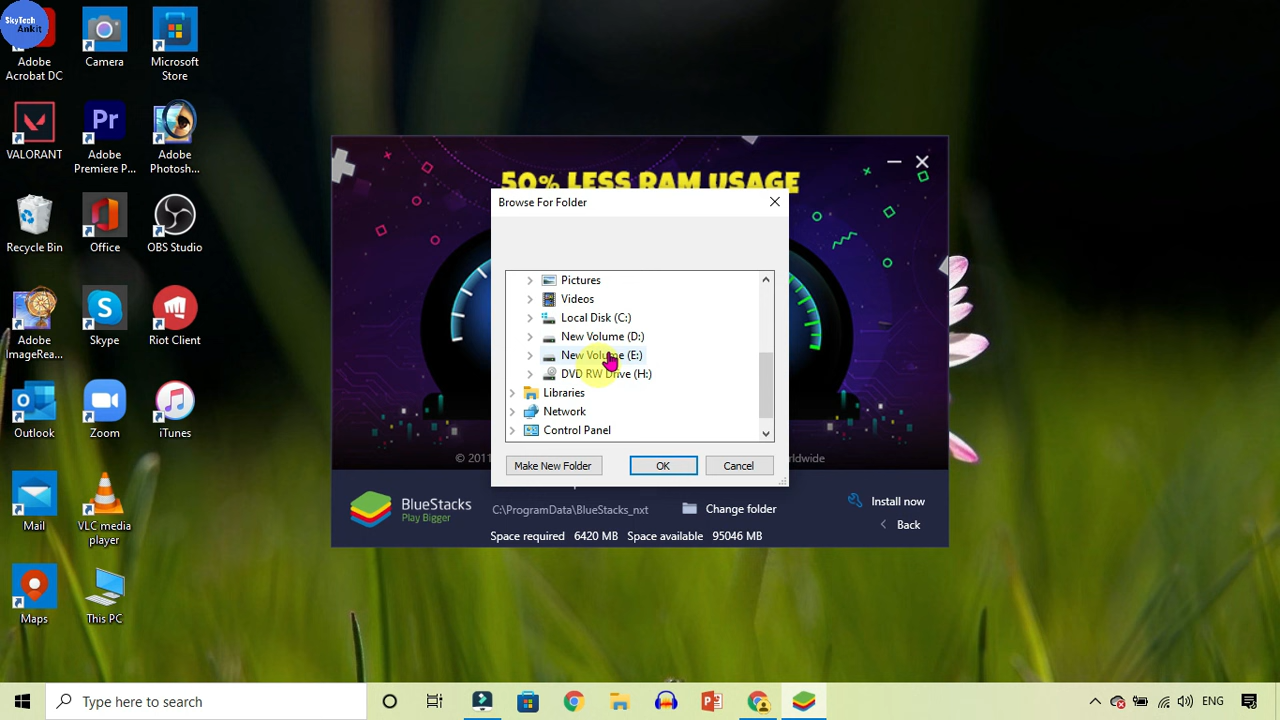 SkyTech
Ankit
Adobe
Acrobat DC
Camera
Microsoft
Store
VALORANT
Adobe
Premiere P...
Adobe
Photosh...
Recycle Bin
Office
OBS Studio
Adobe
ImageRea...
Skype
Riot Client
Outlook
Zoom
iTunes
Mail
VLC media
player
Maps
This PC
50% LESS RAM USAGE
Browse For Folder
Pictures
Videos
Local Disk (C:)
New Volume (D:)
New Volume (E:)
DVD RW Drive (H:)
Libraries
Network
Control Panel
Make New Folder
OK
Cancel
© 2011
rldwide
BlueStacks
Play Bigger
C:\ProgramData\BlueStacks_nxt
Change folder
Install now
Back
Space required 6420 MB Space available 95046 MB
Type here to search
ENG